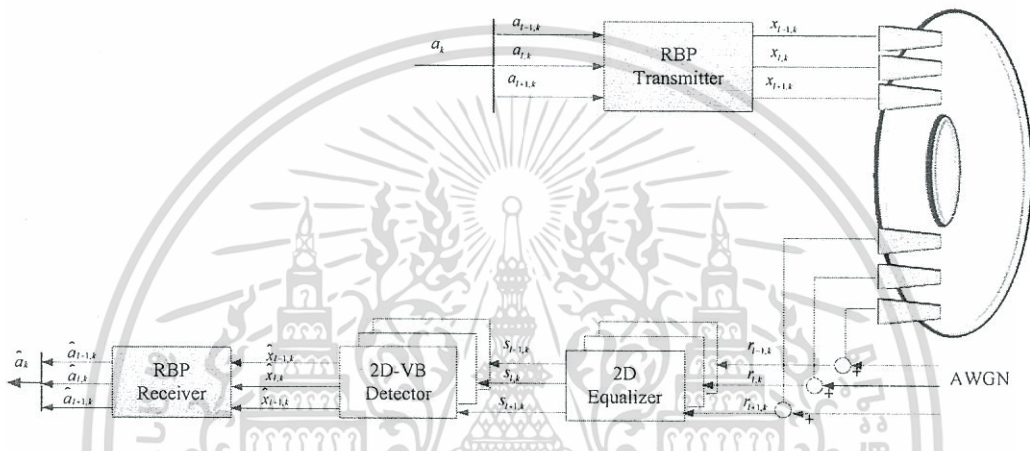 a_k
a_{l-1,k}
a_{l,k}
a_{l+1,k}
RBP
Transmitter
x_{l-1,k}
x_{l,k}
x_{l+1,k}
â_k
â_{l-1,k}
â_{l,k}
â_{l+1,k}
RBP
Receiver
x̂_{l-1,k}
x̂_{l,k}
x̂_{l+1,k}
2D-VB
Detector
s_{l-1,k}
s_{l,k}
s_{l+1,k}
2D
Equalizer
r_{l-1,k}
r_{l,k}
r_{l+1,k}
+
+
+
AWGN